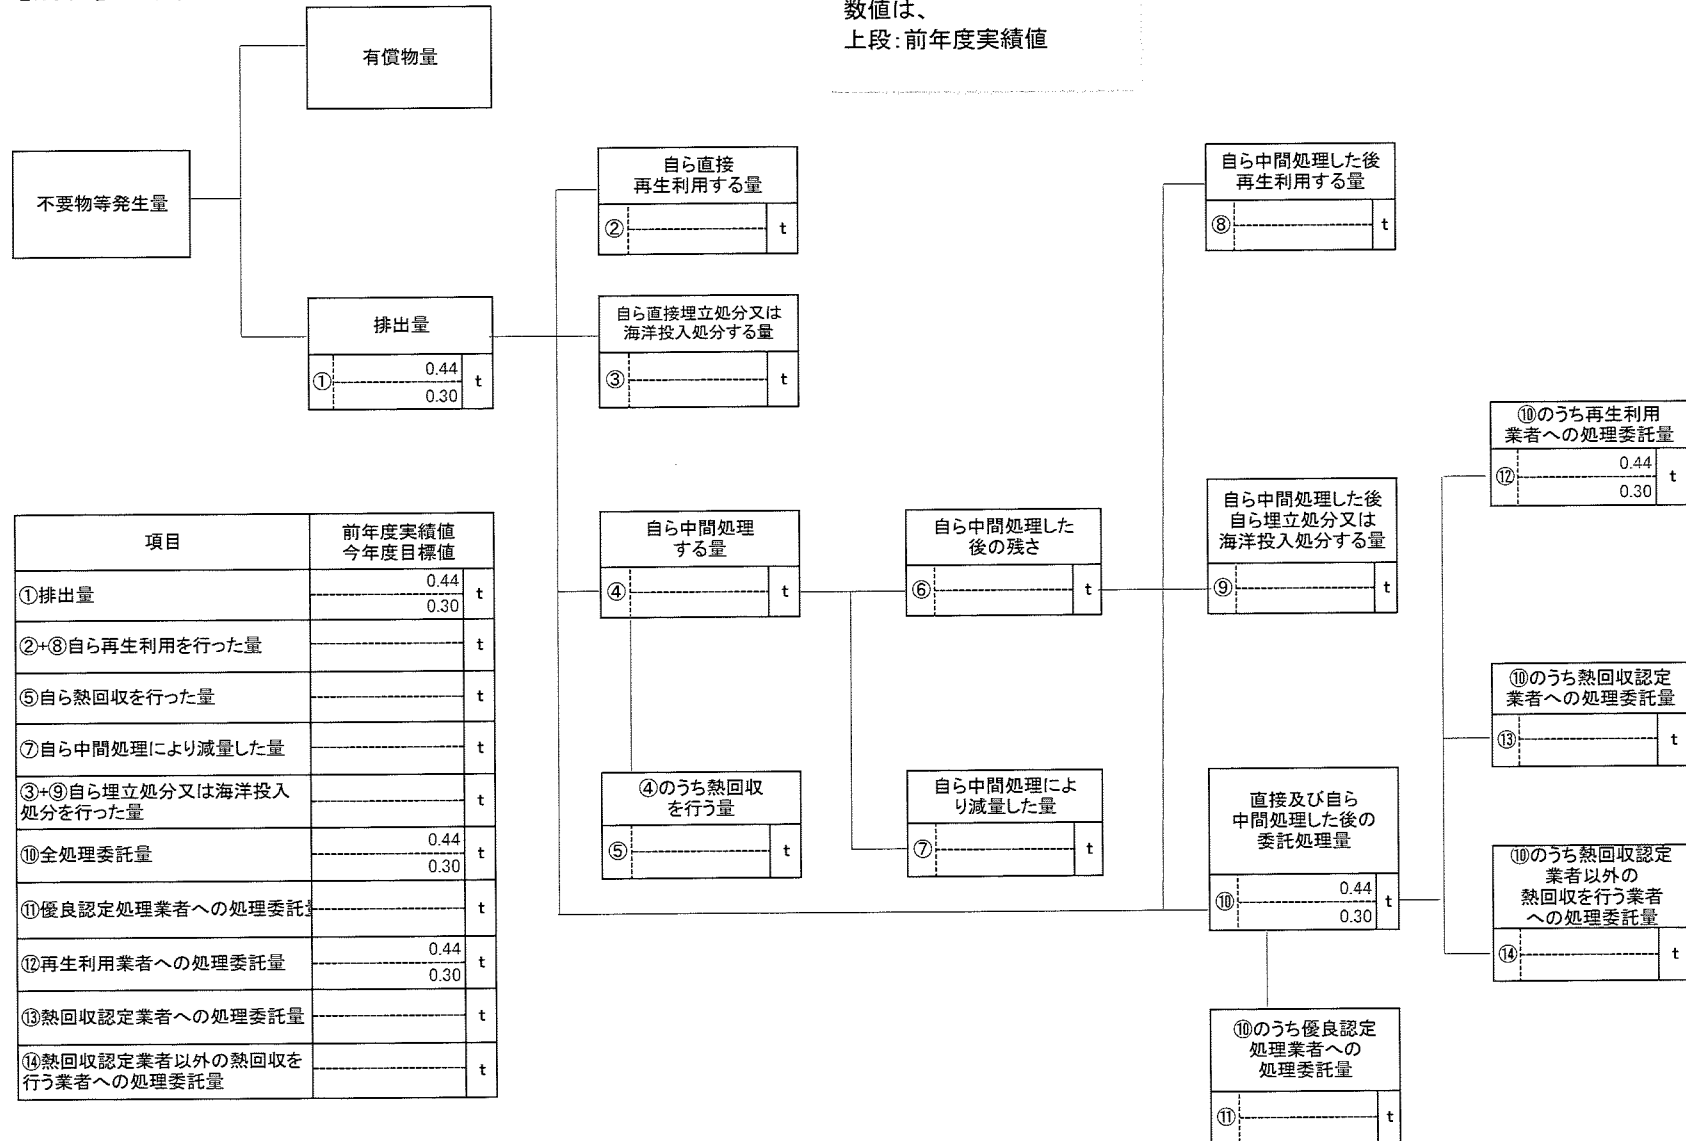 数値は、
上段：前年度実績値
有償物量
不要物等発生量
排出量
①
0.44
0.30
t
自ら直接
再生利用する量
②
t
自ら直接埋立処分又は
海洋投入処分する量
③
t
自ら中間処理
する量
④
t
④のうち熱回収
を行う量
⑤
t
自ら中間処理した
後の残さ
⑥
t
自ら中間処理によ
り減量した量
⑦
t
自ら中間処理した後
再生利用する量
⑧
t
自ら中間処理した後
自ら埋立処分又は
海洋投入処分する量
⑨
t
直接及び自ら
中間処理した後の
委託処理量
⑩
0.44
0.30
t
⑩のうち優良認定
処理業者への
処理委託量
⑪
t
⑩のうち再生利用
業者への処理委託量
⑫
0.44
0.30
t
⑩のうち熱回収認定
業者への処理委託量
⑬
t
⑩のうち熱回収認定
業者以外の
熱回収を行う業者
への処理委託量
⑭
t
項目
前年度実績値
今年度目標値
①排出量
0.44
0.30
t
②+⑧自ら再生利用を行った量
t
⑤自ら熱回収を行った量
t
⑦自ら中間処理により減量した量
t
③+⑨自ら埋立処分又は海洋投入
処分を行った量
t
⑩全処理委託量
0.44
0.30
t
⑪優良認定処理業者への処理委託
t
⑫再生利用業者への処理委託量
0.44
0.30
t
⑬熱回収認定業者への処理委託量
t
⑭熱回収認定業者以外の熱回収を
行う業者への処理委託量
t